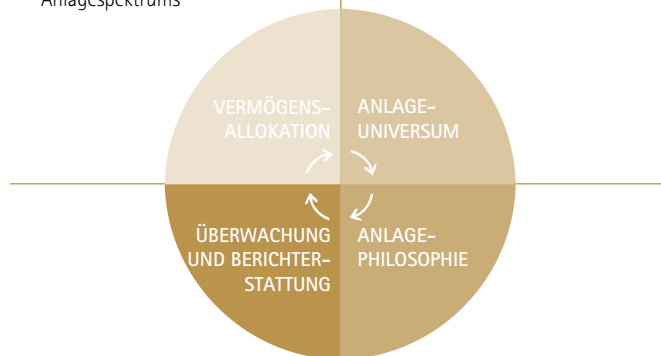 Anlagespektrums
VERMÖGENS-
ALLOKATION
ANLAGE-
UNIVERSUM
ÜBERWACHUNG
UND BERICHTER-
STATTUNG
ANLAGE-
PHILOSOPHIE